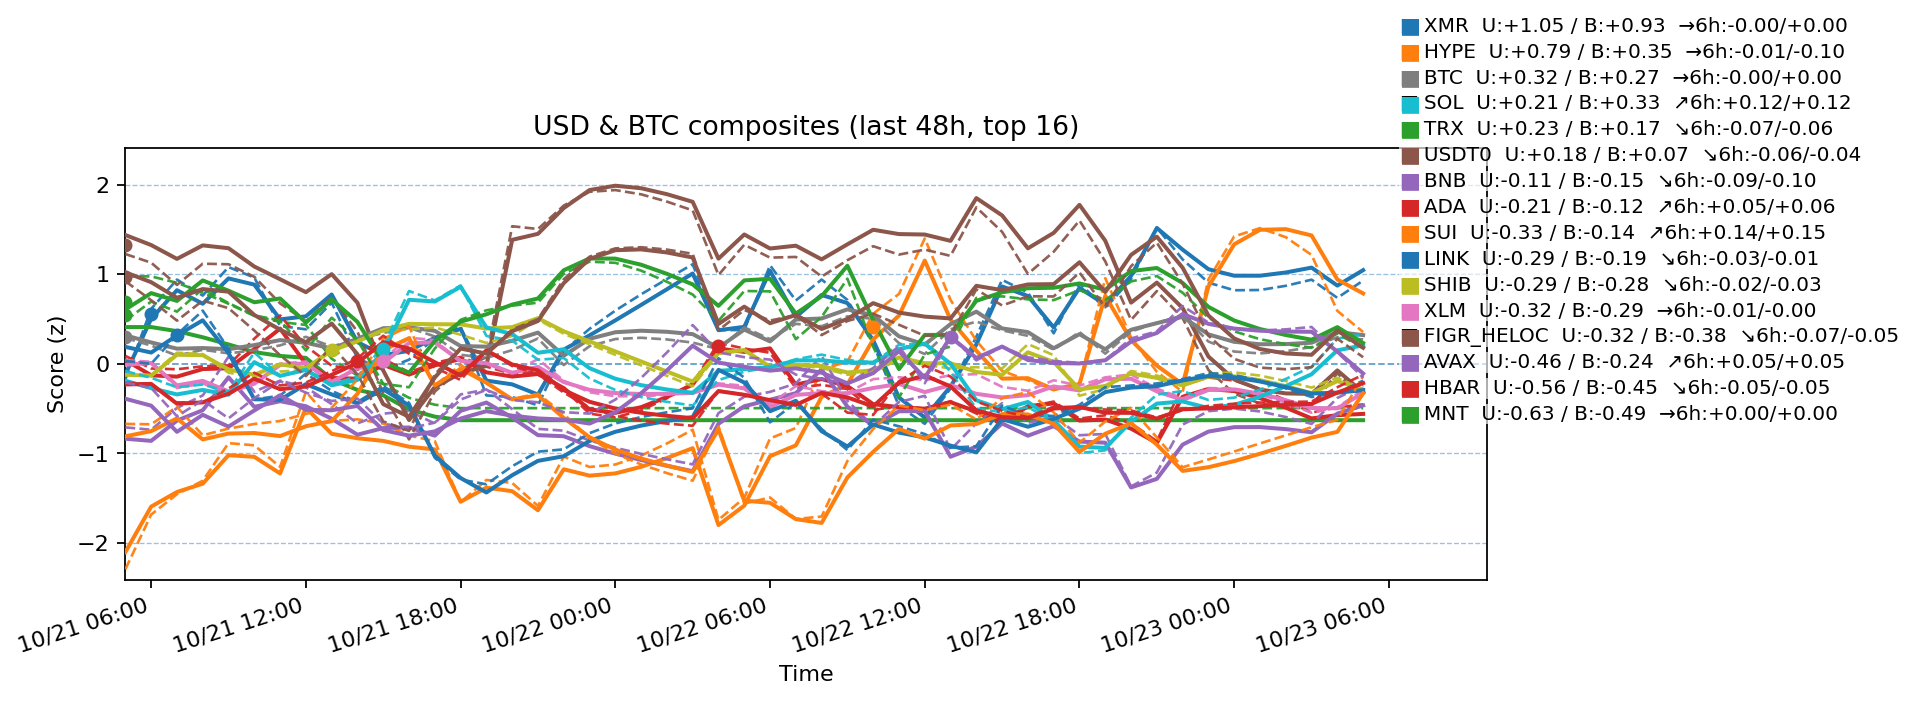 XMR U:+1.05 / B:+0.93 →6h:-0.00/+0.00
HYPE U:+0.79 / B:+0.35 →6h:-0.01/-0.10
BTC U:+0.32 / B:+0.27 →6h:-0.00/+0.00
SOL U:+0.21 / B:+0.33 ↗6h:+0.12/+0.12
TRX U:+0.23 / B:+0.17 ↘6h:-0.07/-0.06
USDT0 U:+0.18 / B:+0.07 ↘6h:-0.06/-0.04
BNB U:-0.11 / B:-0.15 ↘6h:-0.09/-0.10
ADA U:-0.21 / B:-0.12 ↗6h:+0.05/+0.06
SUI U:-0.33 / B:-0.14 ↗6h:+0.14/+0.15
LINK U:-0.29 / B:-0.19 ↘6h:-0.03/-0.01
SHIB U:-0.29 / B:-0.28 ↘6h:-0.02/-0.03
XLM U:-0.32 / B:-0.29 →6h:-0.01/-0.00
FIGR_HELOC U:-0.32 / B:-0.38 ↘6h:-0.07/-0.05
AVAX U:-0.46 / B:-0.24 ↗6h:+0.05/+0.05
HBAR U:-0.56 / B:-0.45 ↘6h:-0.05/-0.05
MNT U:-0.63 / B:-0.49 →6h:+0.00/+0.00
USD & BTC composites (last 48h, top 16)
Score (z)
2
1
0
−1
−2
10/21 06:00
10/21 12:00
10/21 18:00
10/22 00:00
10/22 06:00
10/22 12:00
10/22 18:00
10/23 00:00
10/23 06:00
Time